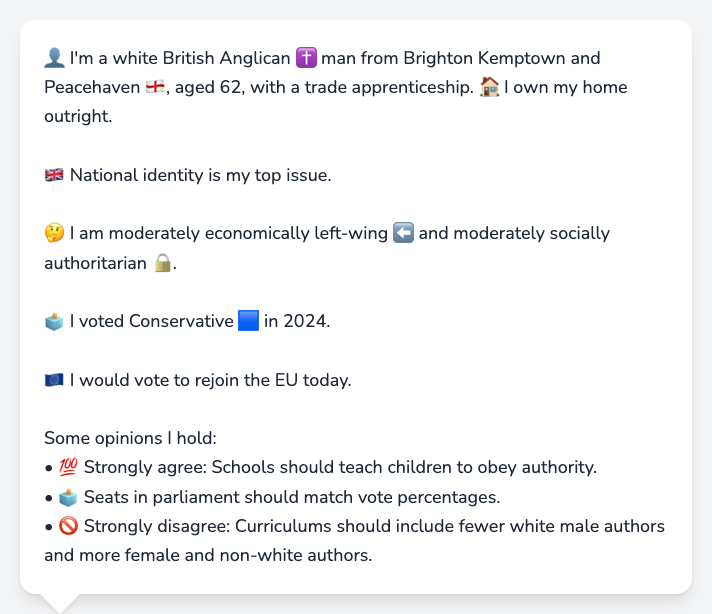 👤 I'm a white British Anglican ✝️ man from Brighton Kemptown and
Peacehaven 🏴󠁧󠁢󠁥󠁮󠁧󠁿, aged 62, with a trade apprenticeship. 🏠 I own my home
outright.
🇬🇧 National identity is my top issue.
🤔 I am moderately economically left-wing ⬅️ and moderately socially
authoritarian 🔒.
🗳️ I voted Conservative 🟦 in 2024.
🇪🇺 I would vote to rejoin the EU today.
Some opinions I hold:
• 💯 Strongly agree: Schools should teach children to obey authority.
• 🗳️ Seats in parliament should match vote percentages.
• 🚫 Strongly disagree: Curriculums should include fewer white male authors
and more female and non-white authors.